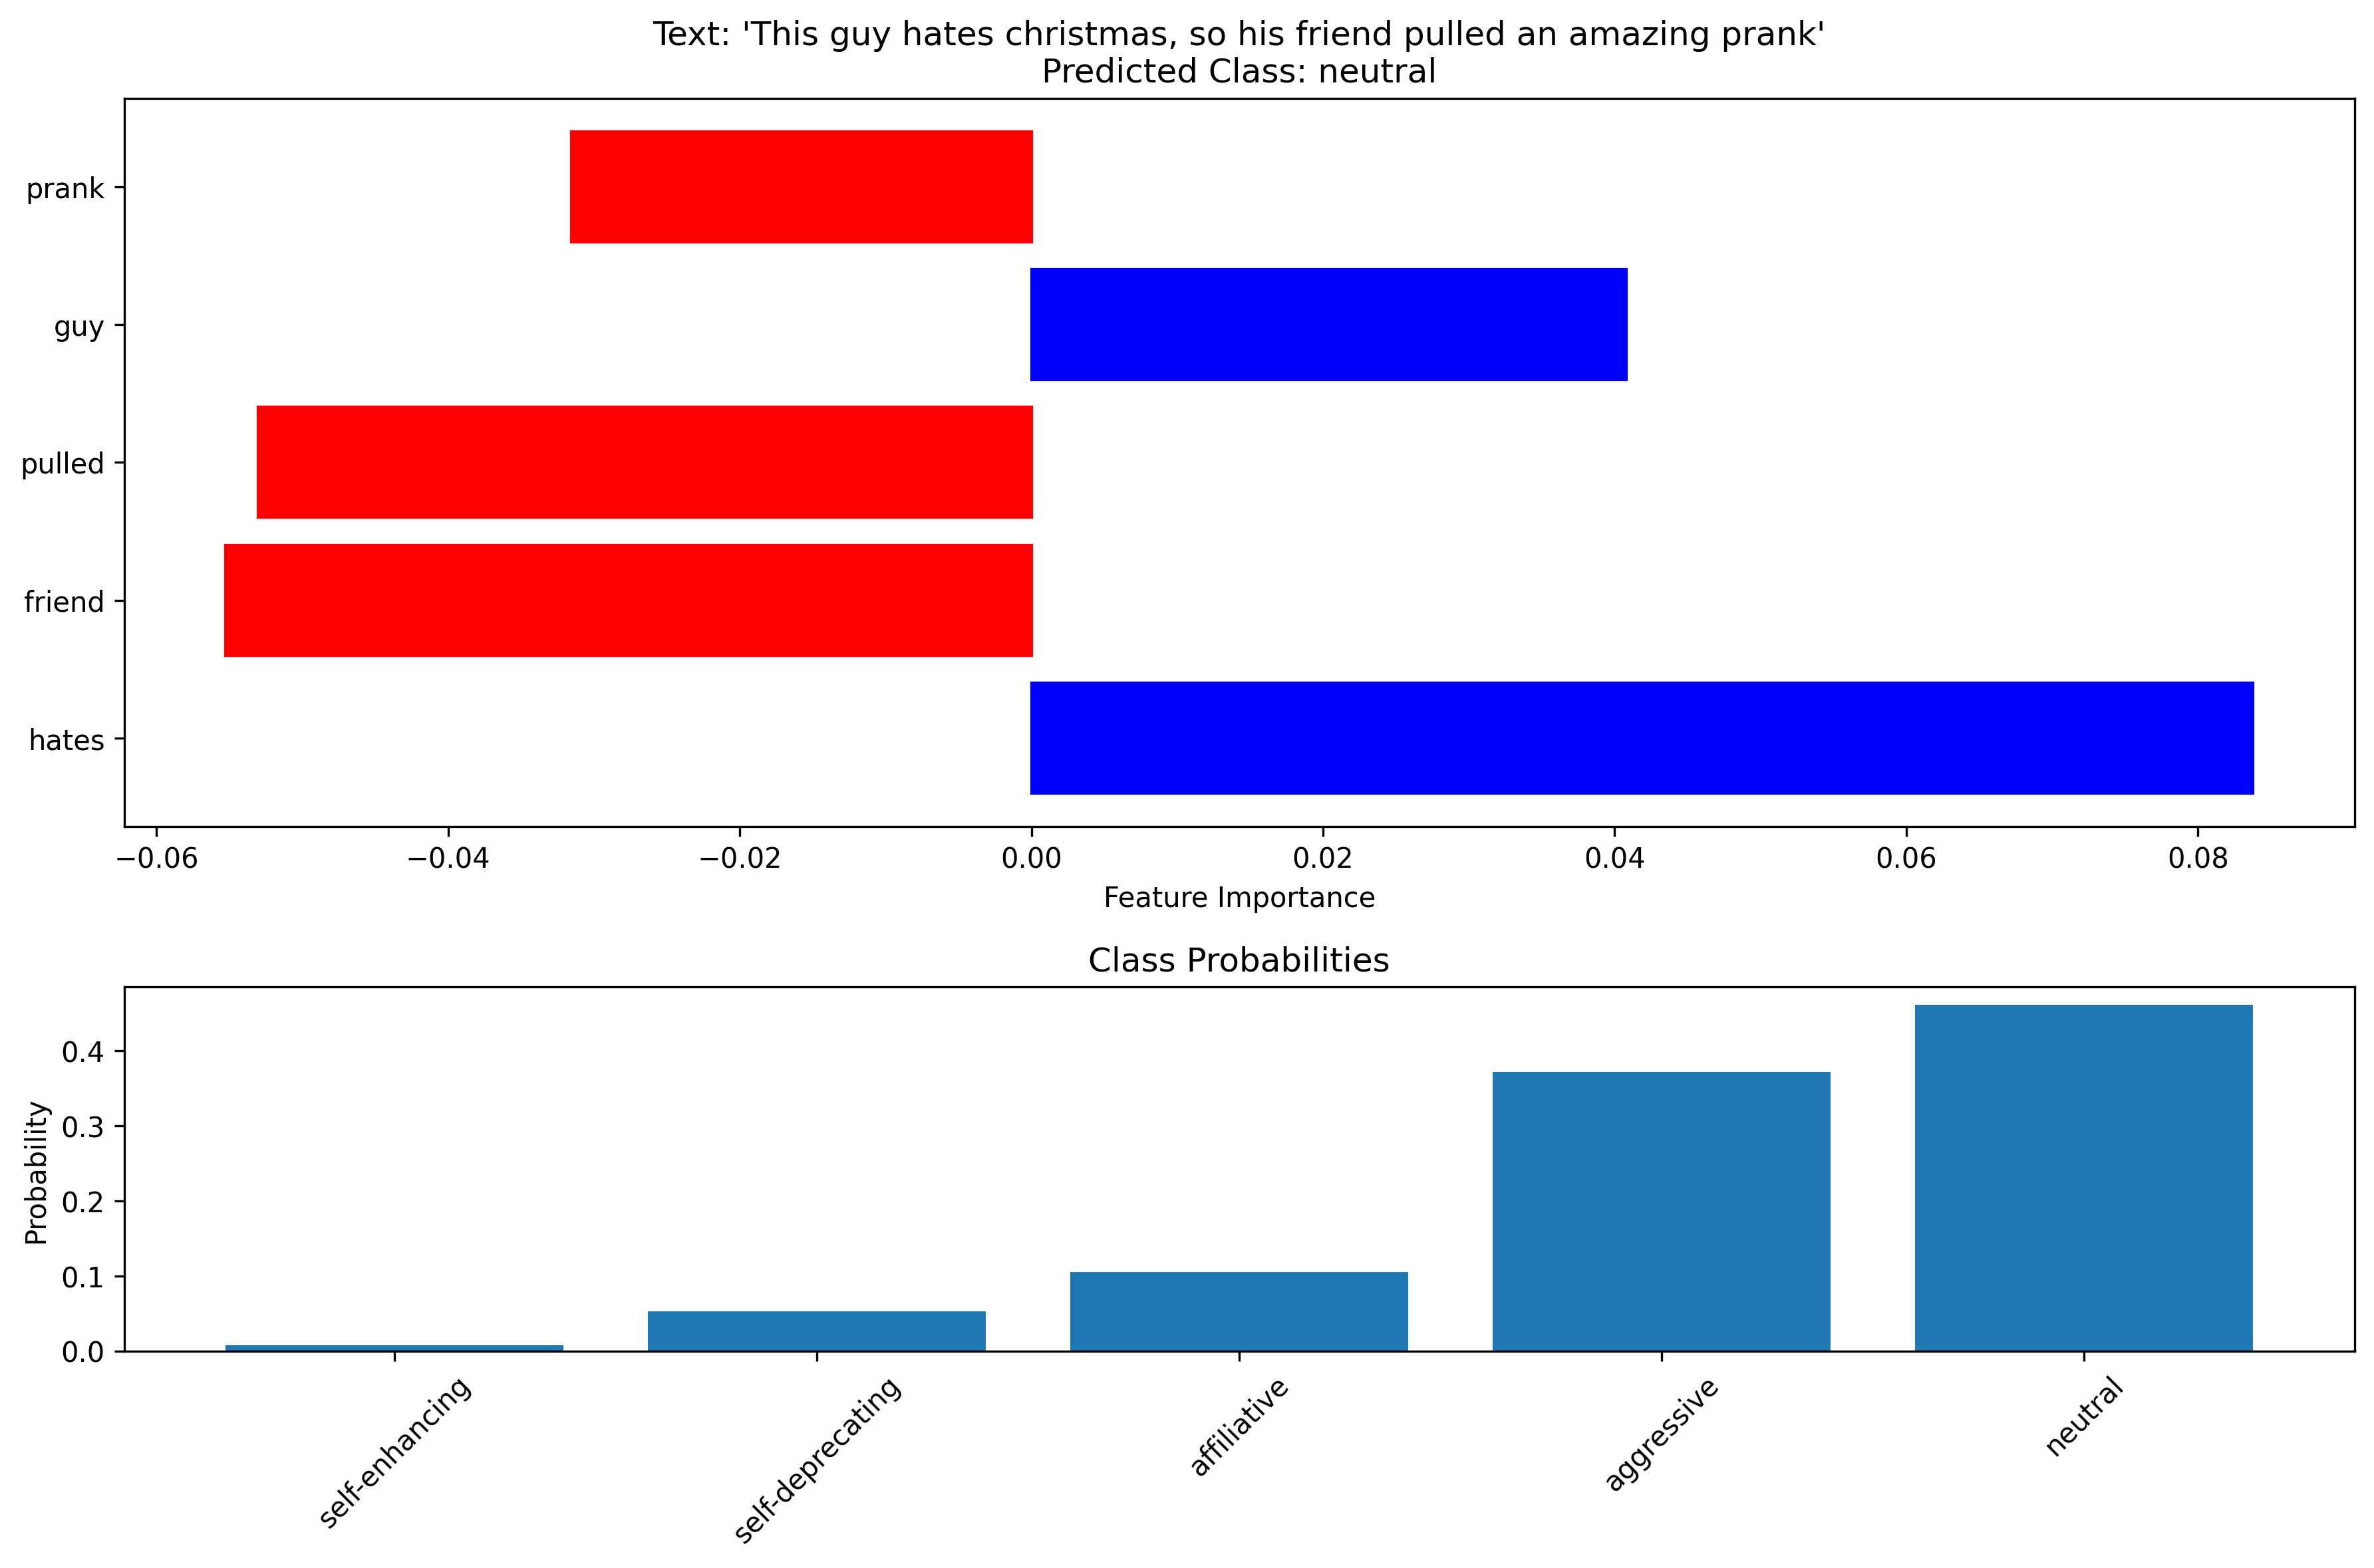 Text: 'This guy hates christmas, so his friend pulled an amazing prank'
Predicted Class: neutral
prank
guy
pulled
friend
hates
−0.06 −0.04 −0.02 0.00 0.02 0.04 0.06 0.08
Feature Importance
Class Probabilities
Probability
0.4
0.3
0.2
0.1
0.0
self-enhancing self-deprecating affiliative aggressive neutral